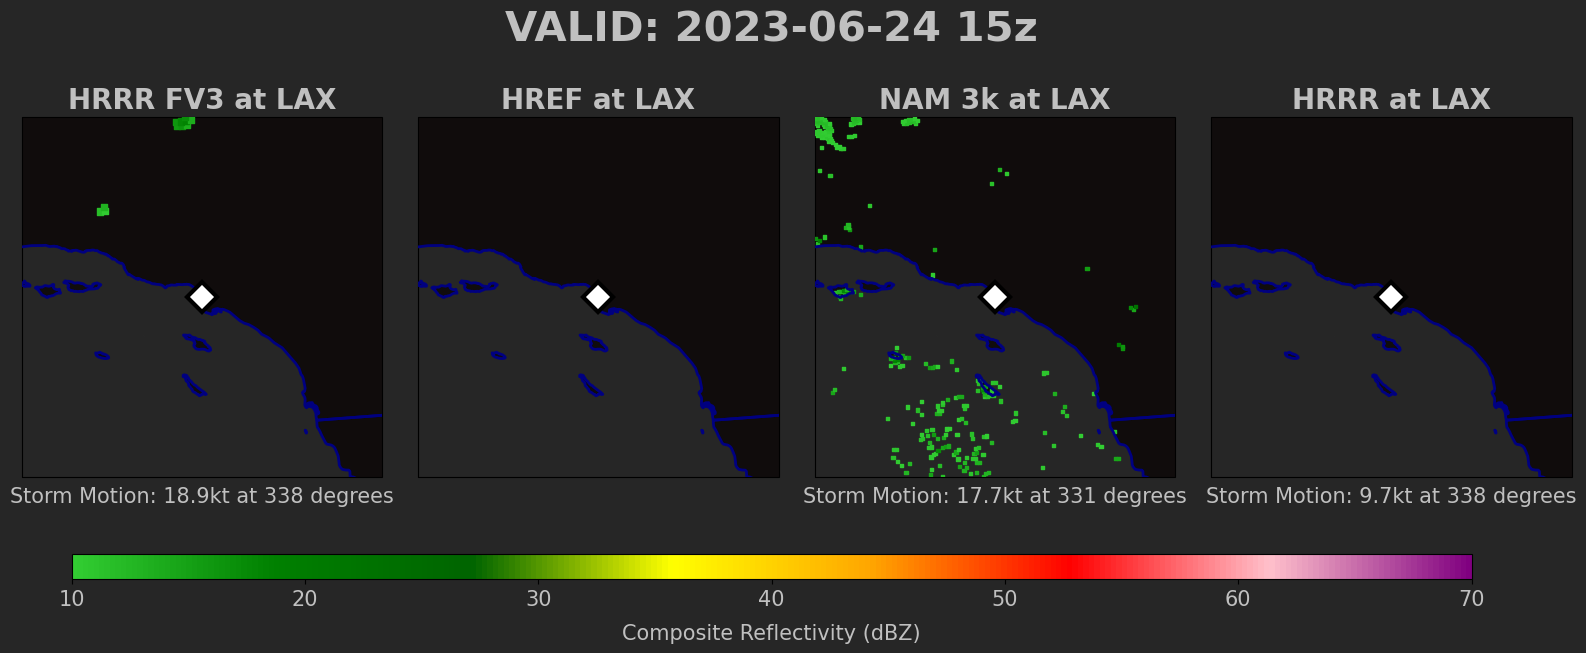 VALID: 2023-06-24 15z
HRRR FV3 at LAX
HREF at LAX
NAM 3k at LAX
HRRR at LAX
Storm Motion: 18.9kt at 338 degrees
Storm Motion: 17.7kt at 331 degrees
Storm Motion: 9.7kt at 338 degrees
10 20 30 40 50 60 70
Composite Reflectivity (dBZ)